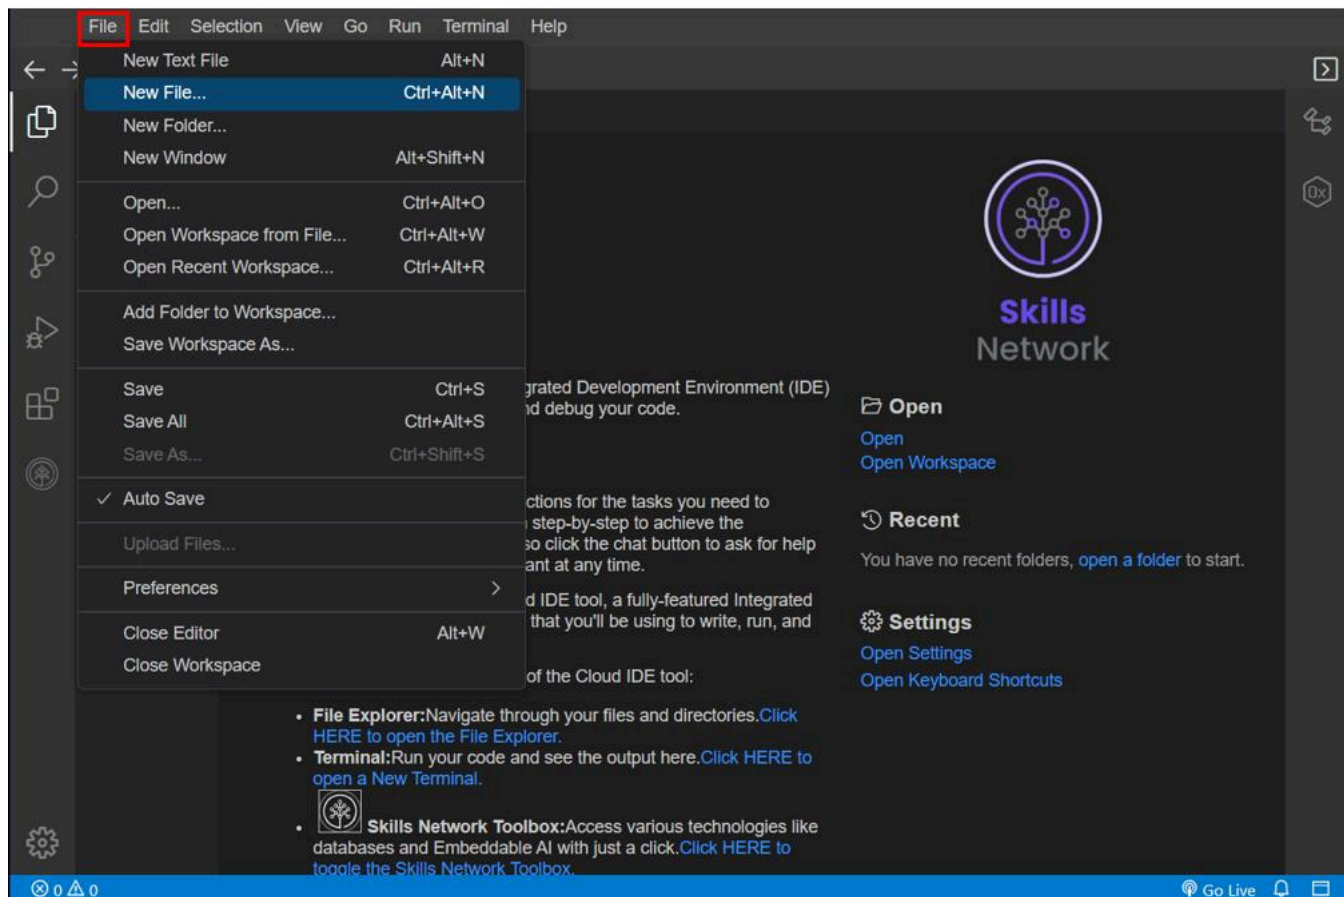 File Edit Selection View Go Run Terminal Help
New Text File Alt+N
New File... Ctrl+Alt+N
New Folder...
New Window Alt+Shift+N
Open... Ctrl+Alt+O
Open Workspace from File... Ctrl+Alt+W
Open Recent Workspace... Ctrl+Alt+R
Add Folder to Workspace...
Save Workspace As...
Save Ctrl+S
Save All Ctrl+Alt+S
Save As... Ctrl+Shift+S
Auto Save
Upload Files...
Preferences
Close Editor Alt+W
Close Workspace
grated Development Environment (IDE)
nd debug your code.
ctions for the tasks you need to
step-by-step to achieve the
so click the chat button to ask for help
ant at any time.
d IDE tool, a fully-featured Integrated
that you'll be using to write, run, and
of the Cloud IDE tool:
• File Explorer:Navigate through your files and directories.Click
HERE to open the File Explorer.
• Terminal:Run your code and see the output here.Click HERE to
open a New Terminal.
• Skills Network Toolbox:Access various technologies like
databases and Embeddable AI with just a click.Click HERE to
toggle the Skills Network Toolbox.
Skills
Network
Open
Open
Open Workspace
Recent
You have no recent folders, open a folder to start.
Settings
Open Settings
Open Keyboard Shortcuts
0 0 Go Live